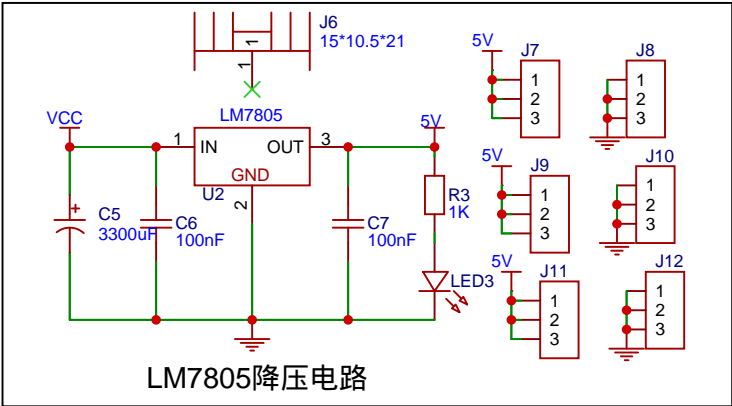 J6
15*10.5*21
1
1
LM7805
VCC
1
IN
OUT
3
GND
U2
2
5V
C5
3300uF
C6
100nF
C7
100nF
R3
1K
LED3
5V
J7
1
2
3
J8
1
2
3
5V
J9
1
2
3
J10
1
2
3
5V
J11
1
2
3
J12
1
2
3
LM7805降压电路